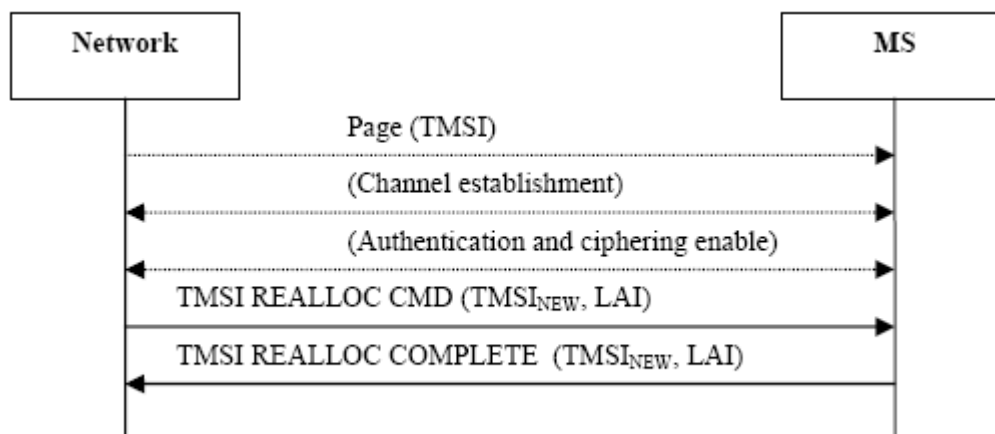 Network
MS
Page (TMSI)
(Channel establishment)
(Authentication and ciphering enable)
TMSI REALLOC CMD (TMSINEW, LAI)
TMSI REALLOC COMPLETE (TMSINEW, LAI)